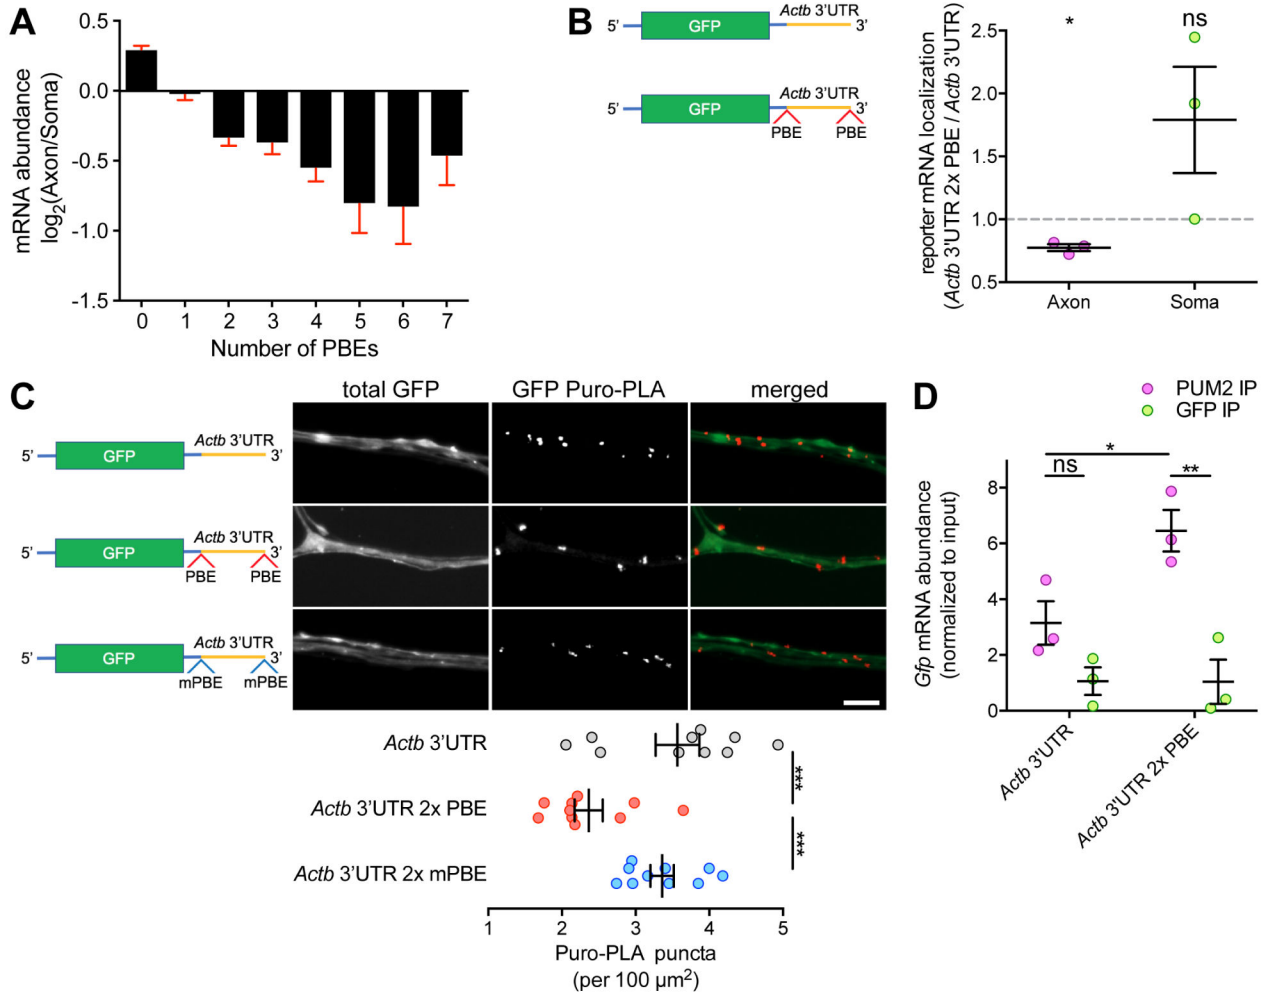 A
mRNA abundance
log2(Axon/Soma)
0.5
0.0
-0.5
-1.0
-1.5
0 1 2 3 4 5 6 7
Number of PBEs
B
Actb 3'UTR
5' GFP 3'
Actb 3'UTR
5' GFP 3'
PBE PBE
reporter mRNA localization
(Actb 3'UTR 2x PBE / Actb 3'UTR)
* ns
2.5
2.0
1.5
1.0
0.5
Axon Soma
C
total GFP GFP Puro-PLA merged
Actb 3'UTR
5' GFP 3'
Actb 3'UTR
5' GFP 3'
PBE PBE
Actb 3'UTR
5' GFP 3'
mPBE mPBE
Actb 3'UTR
Actb 3'UTR 2x PBE
Actb 3'UTR 2x mPBE
***
***
1 2 3 4 5
Puro-PLA puncta
(per 100 µm²)
D
PUM2 IP
GFP IP
Gfp mRNA abundance
(normalized to input)
*
ns **
8
6
4
2
0
Actb 3'UTR
Actb 3'UTR 2x PBE